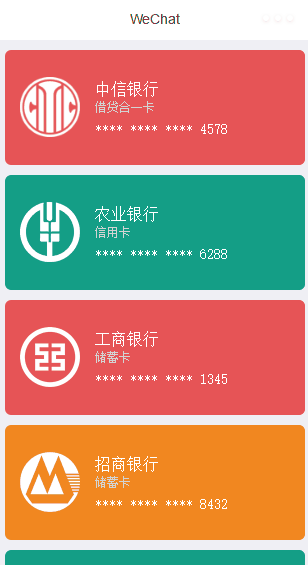 WeChat
中信银行
借贷合一卡
**** **** **** 4578
农业银行
信用卡
**** **** **** 6288
工商银行
储蓄卡
**** **** **** 1345
招商银行
储蓄卡
**** **** **** 8432